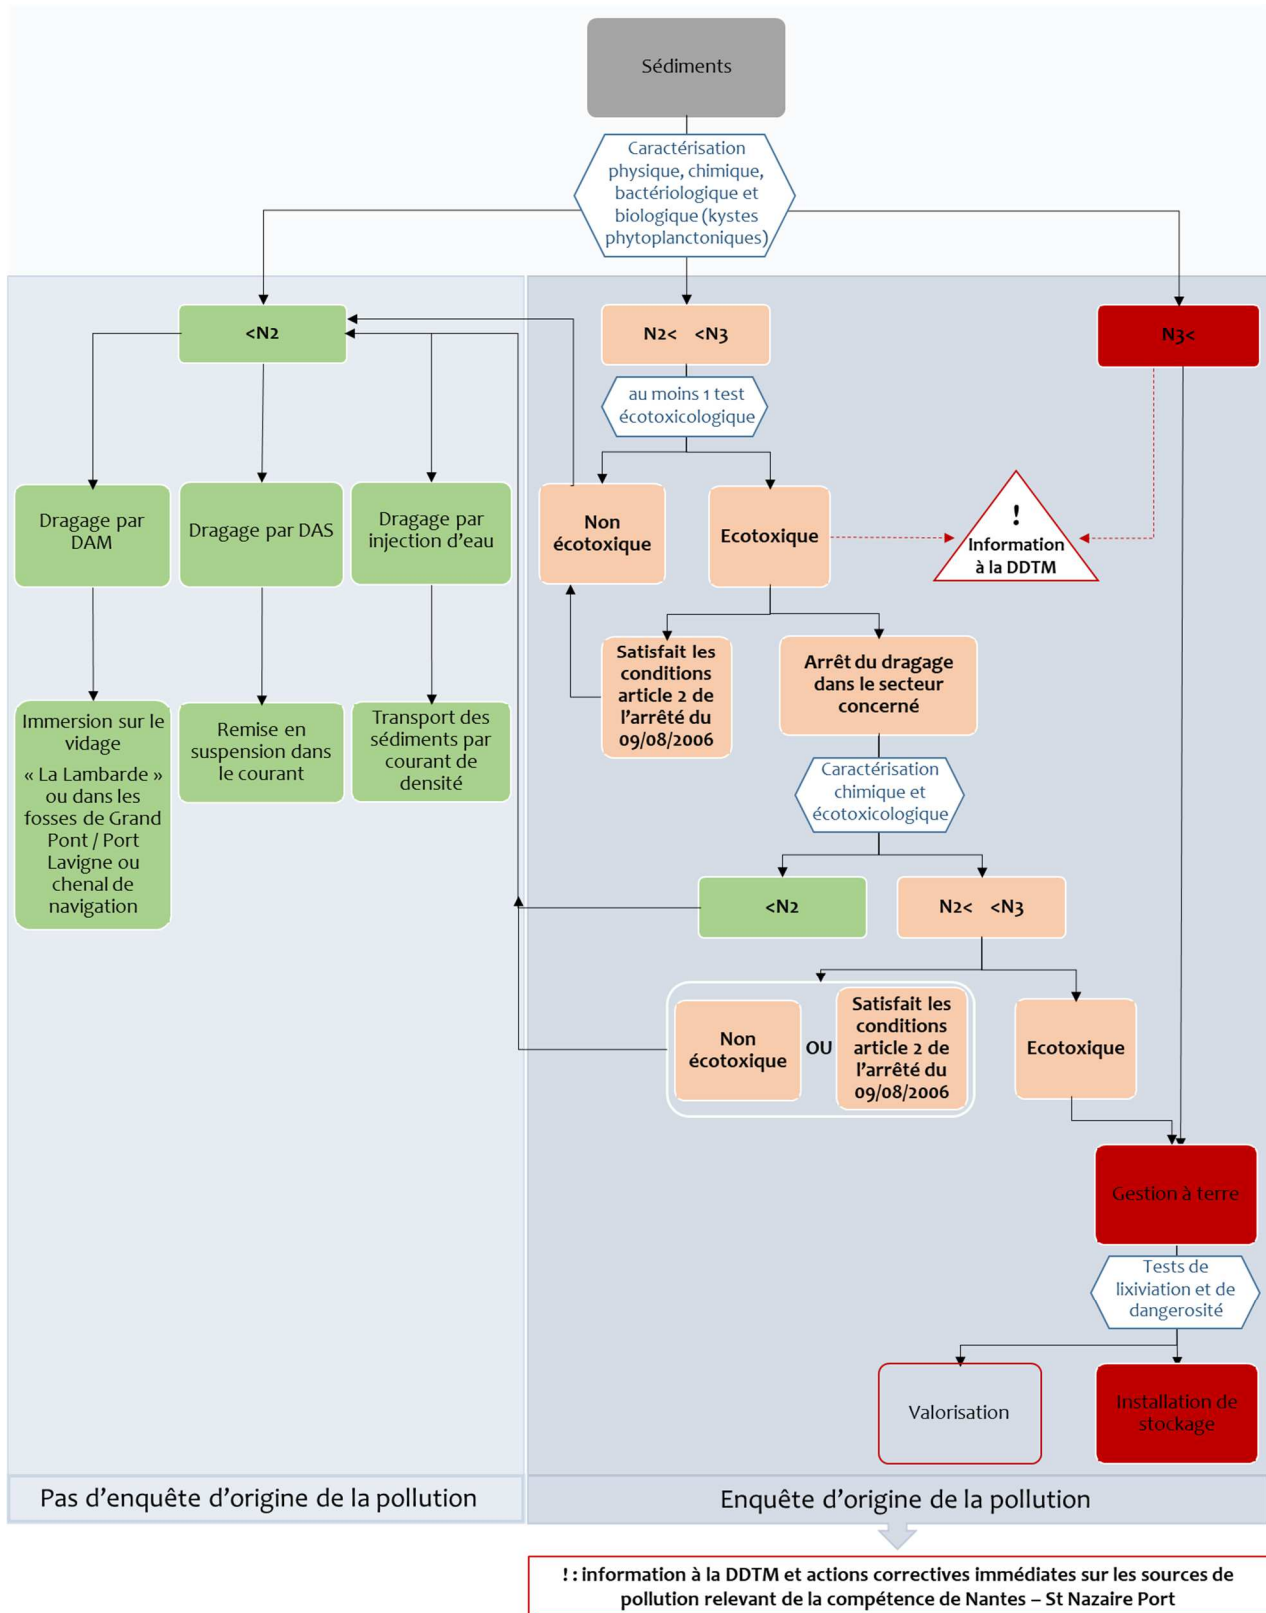 Sédiments
Caractérisation
physique, chimique,
bactériologique et
biologique (kystes
phytoplanctoniques)
<N2
N2< <N3
N3<
au moins 1 test
écotoxicologique
Dragage par
DAM
Dragage par DAS
Dragage par
injection d'eau
Non
écotoxique
Ecotoxique
!
Information
à la DDTM
Satisfait les
conditions
article 2 de
l'arrêté du
09/08/2006
Arrêt du dragage
dans le secteur
concerné
Immersion sur le
vidage
« La Lambarde »
ou dans les
fosses de Grand
Pont / Port
Lavigne ou
chenal de
navigation
Remise en
suspension dans
le courant
Transport des
sédiments par
courant de
densité
Caractérisation
chimique et
écotoxicologique
<N2
N2< <N3
Non
écotoxique
OU
Satisfait les
conditions
article 2 de
l'arrêté du
09/08/2006
Ecotoxique
Gestion à terre
Tests de
lixiviation et de
dangerosité
Valorisation
Installation de
stockage
Pas d'enquête d'origine de la pollution
Enquête d'origine de la pollution
! : information à la DDTM et actions correctives immédiates sur les sources de
pollution relevant de la compétence de Nantes – St Nazaire Port